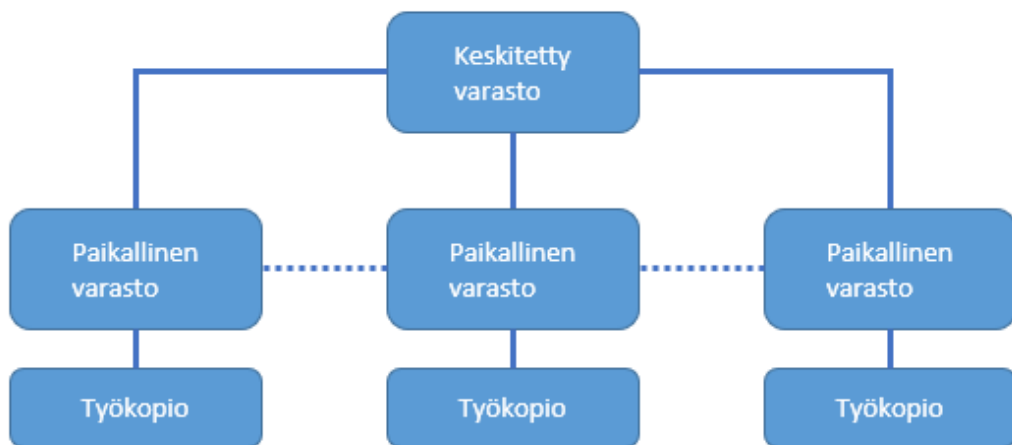 Keskitetty
varasto
Paikallinen
varasto
Paikallinen
varasto
Paikallinen
varasto
Työkopio
Työkopio
Työkopio